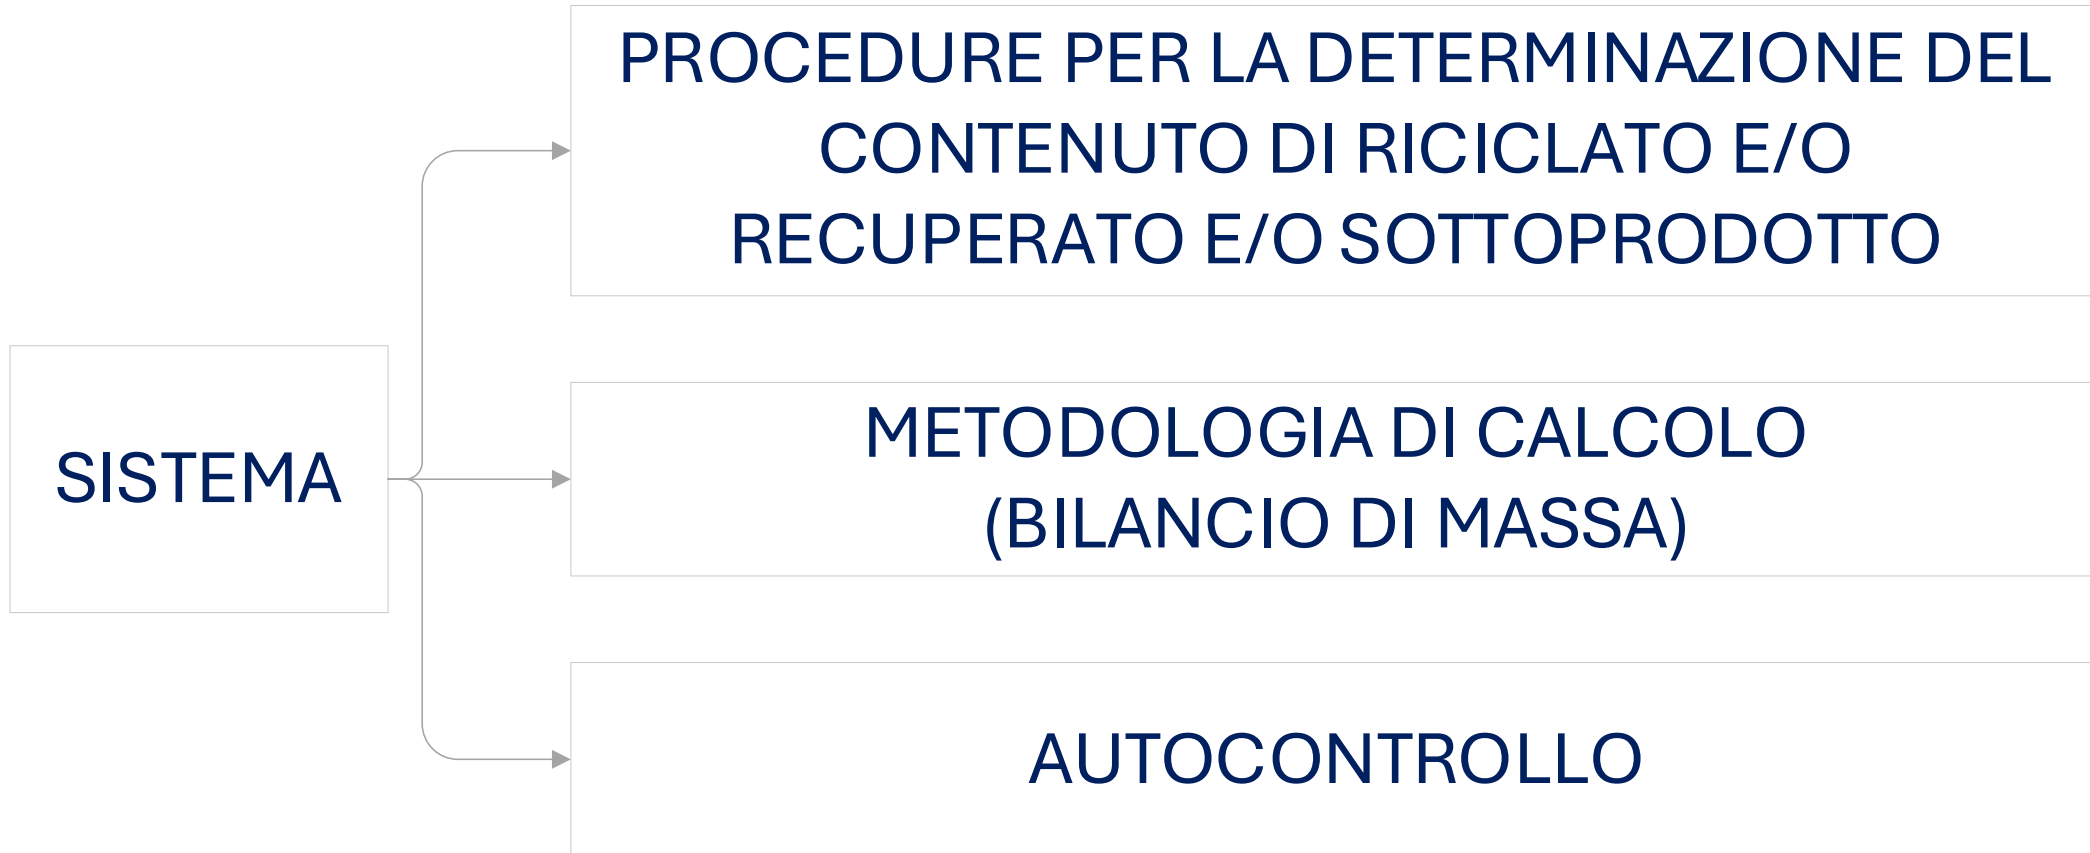 PROCEDURE PER LA DETERMINAZIONE DEL
CONTENUTO DI RICICLATO E/O
RECUPERATO E/O SOTTOPRODOTTO
SISTEMA
METODOLOGIA DI CALCOLO
(BILANCIO DI MASSA)
AUTOCONTROLLO